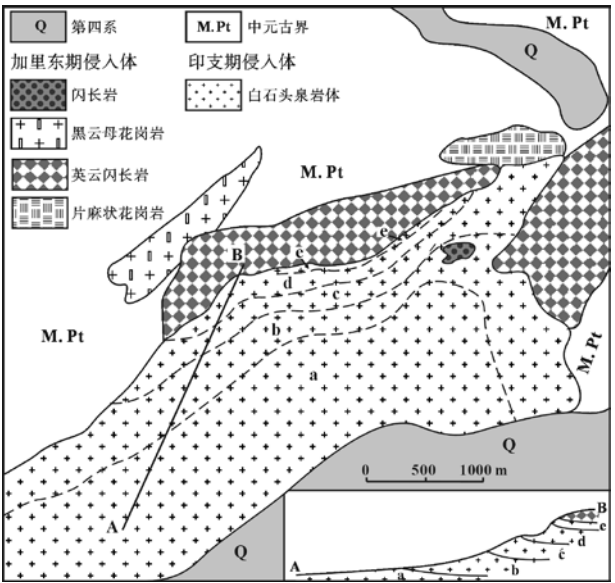 Q 第四系
M.Pt 中元古界
加里东期侵入体
印支期侵入体
闪长岩
白石头泉岩体
黑云母花岗岩
英云闪长岩
片麻状花岗岩
M. Pt
Q
M. Pt
e
B
e
d
c
M. Pt
b
a
M. Pt
A
Q
0 500 1000 m
Q
B
e
d
c
A
a
b